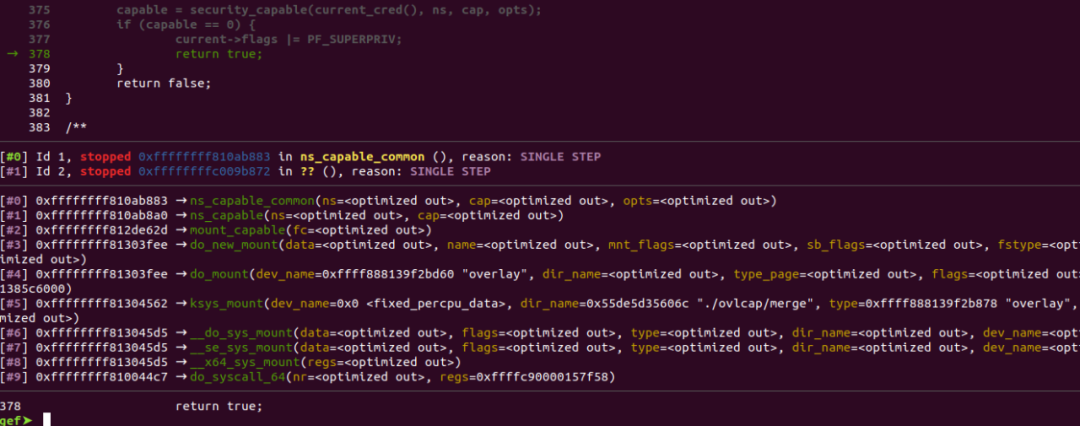 375 capable = security_capable(current_cred(), ns, cap, opts);
376 if (capable == 0) {
377 current->flags |= PF_SUPERPRIV;
→ 378 return true;
379 }
380 return false;
381 }
382
383 /**
[#0] Id 1, stopped 0xffffffff810ab883 in ns_capable_common (), reason: SINGLE STEP
[#1] Id 2, stopped 0xffffffffc009b872 in ?? (), reason: SINGLE STEP
[#0] 0xffffffff810ab883 → ns_capable_common(ns=<optimized out>, cap=<optimized out>, opts=<optimized out>)
[#1] 0xffffffff810ab8a0 → ns_capable(ns=<optimized out>, cap=<optimized out>)
[#2] 0xffffffff812de62d → mount_capable(fc=<optimized out>)
[#3] 0xffffffff81303fee → do_new_mount(data=<optimized out>, name=<optimized out>, mnt_flags=<optimized out>, sb_flags=<optimized out>, fstype=<opt
imized out>)
[#4] 0xffffffff81303fee → do_mount(dev_name=0xffff888139f2bd60 "overlay", dir_name=<optimized out>, type_page=<optimized out>, flags=<optimized out>
1385c6000)
[#5] 0xffffffff81304562 → ksys_mount(dev_name=0x0 <fixed_percpu_data>, dir_name=0x55de5d35606c "./ovlcap/merge", type=0xffff888139f2b878 "overlay",
mized out>)
[#6] 0xffffffff813045d5 → __do_sys_mount(data=<optimized out>, flags=<optimized out>, type=<optimized out>, dir_name=<optimized out>, dev_name=<opt
[#7] 0xffffffff813045d5 → __se_sys_mount(data=<optimized out>, flags=<optimized out>, type=<optimized out>, dir_name=<optimized out>, dev_name=<opt
[#8] 0xffffffff813045d5 → __x64_sys_mount(regs=<optimized out>)
[#9] 0xffffffff810044c7 → do_syscall_64(nr=<optimized out>, regs=0xffffc90000157f58)
378 return true;
gef➤